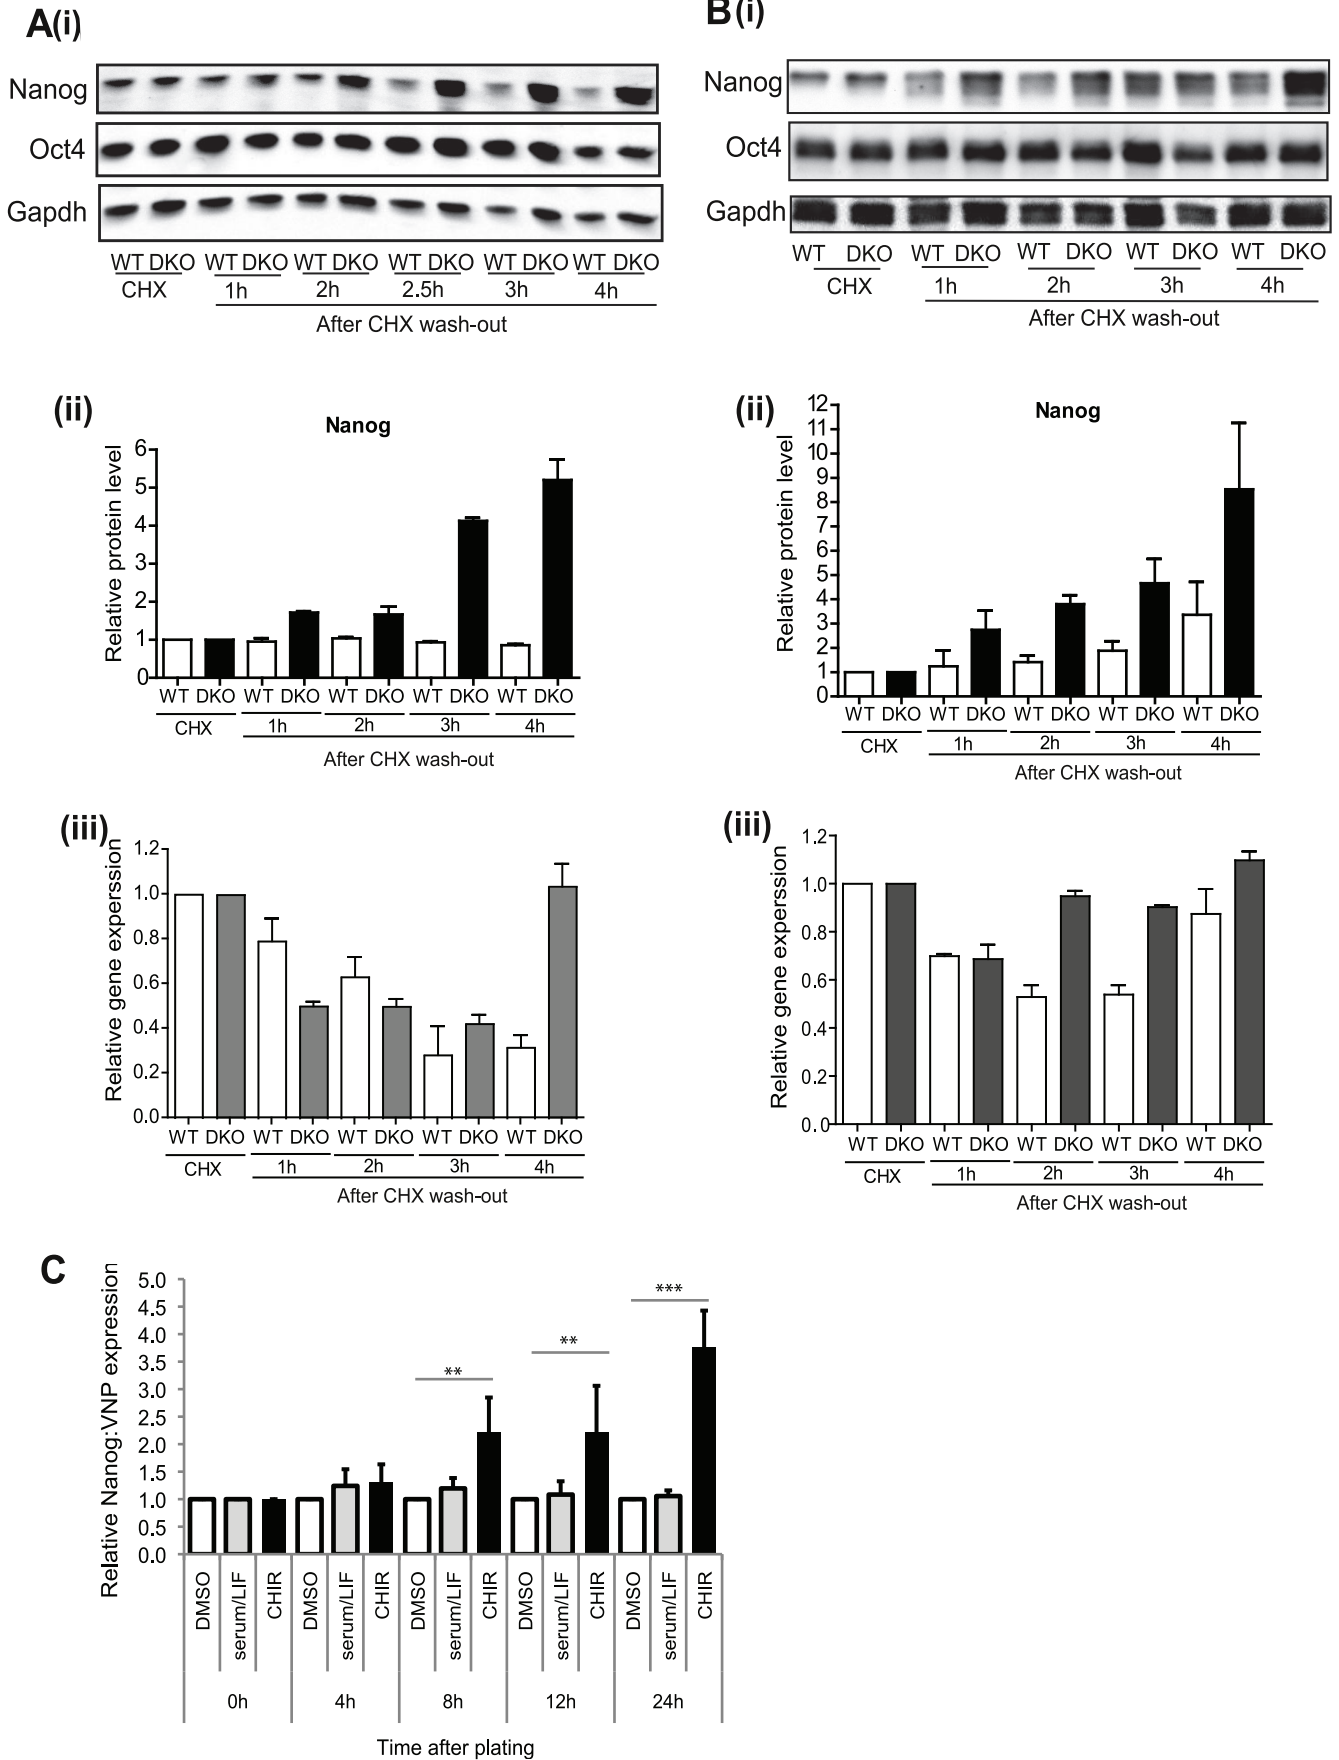 A(i)
Nanog
Oct4
Gapdh
WT DKO WT DKO WT DKO WT DKO WT DKO WT DKO
CHX 1h 2h 2.5h 3h 4h
After CHX wash-out
B(i)
Nanog
Oct4
Gapdh
WT DKO WT DKO WT DKO WT DKO WT DKO
CHX 1h 2h 3h 4h
After CHX wash-out
(ii)
Nanog
Relative protein level
6
5
4
3
2
1
0
WT DKO WT DKO WT DKO WT DKO WT DKO
CHX 1h 2h 3h 4h
After CHX wash-out
(ii)
Nanog
Relative protein level
12
11
10
9
8
7
6
5
4
3
2
1
0
WT DKO WT DKO WT DKO WT DKO WT DKO
CHX 1h 2h 3h 4h
After CHX wash-out
(iii)
Relative gene experssion
1.2
1.0
0.8
0.6
0.4
0.2
0.0
WT DKO WT DKO WT DKO WT DKO WT DKO
CHX 1h 2h 3h 4h
After CHX wash-out
(iii)
Relative gene experssion
1.2
1.0
0.8
0.6
0.4
0.2
0.0
WT DKO WT DKO WT DKO WT DKO WT DKO
CHX 1h 2h 3h 4h
After CHX wash-out
C
Relative Nanog:VNP expression
5.0
4.5
4.0
3.5
3.0
2.5
2.0
1.5
1.0
0.5
0.0
** ** ***
DMSO serum/LIF CHIR DMSO serum/LIF CHIR DMSO serum/LIF CHIR DMSO serum/LIF CHIR DMSO serum/LIF CHIR
0h 4h 8h 12h 24h
Time after plating